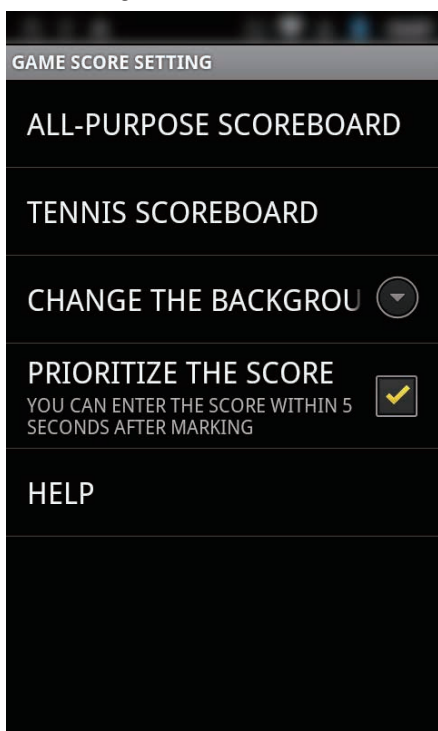 GAME SCORE SETTING
ALL-PURPOSE SCOREBOARD
TENNIS SCOREBOARD
CHANGE THE BACKGROU
PRIORITIZE THE SCORE
YOU CAN ENTER THE SCORE WITHIN 5
SECONDS AFTER MARKING
HELP